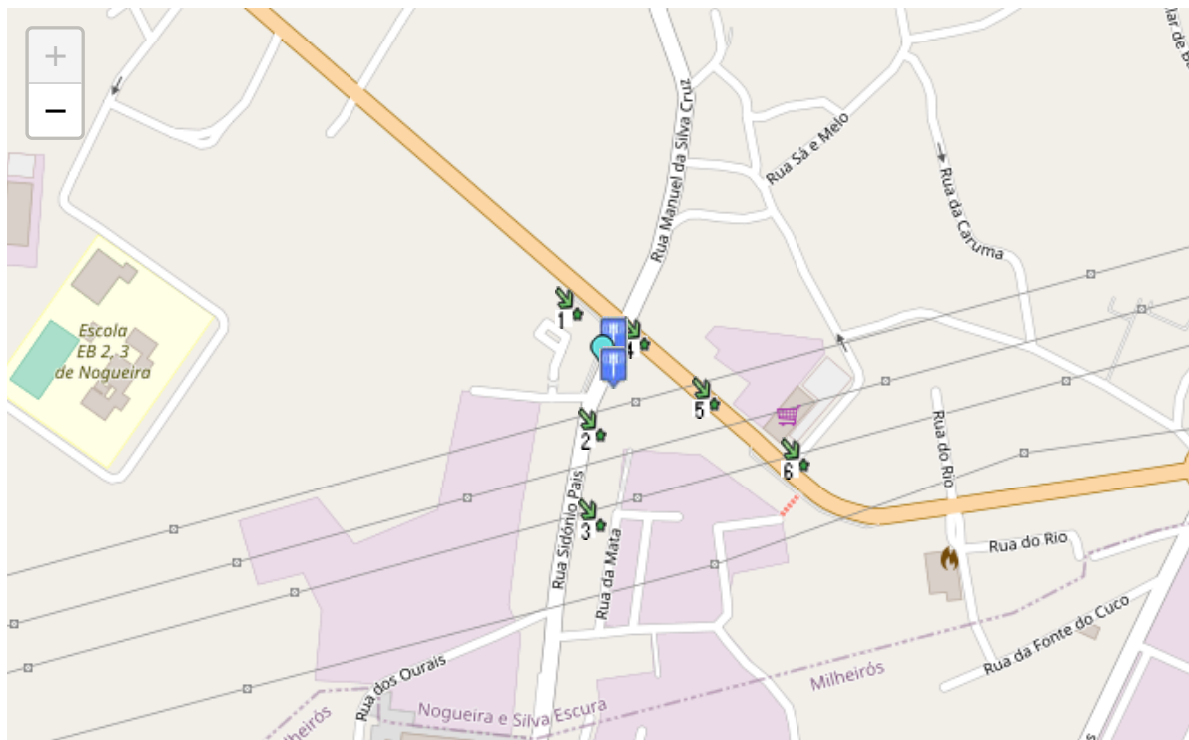 +
−
Rua Manuel da Silva Cruz
Rua Sá e Melo
Rua da Caruma
Escola
EB 2, 3
de Nogueira
1
4
5
2
6
3
Rua Sidónio Pais
Rua da Mata
Rua do Rio
Rua do Rio
Rua da Fonte do Cuco
Rua dos Ourais
Milheirós
Nogueira e Silva Escura